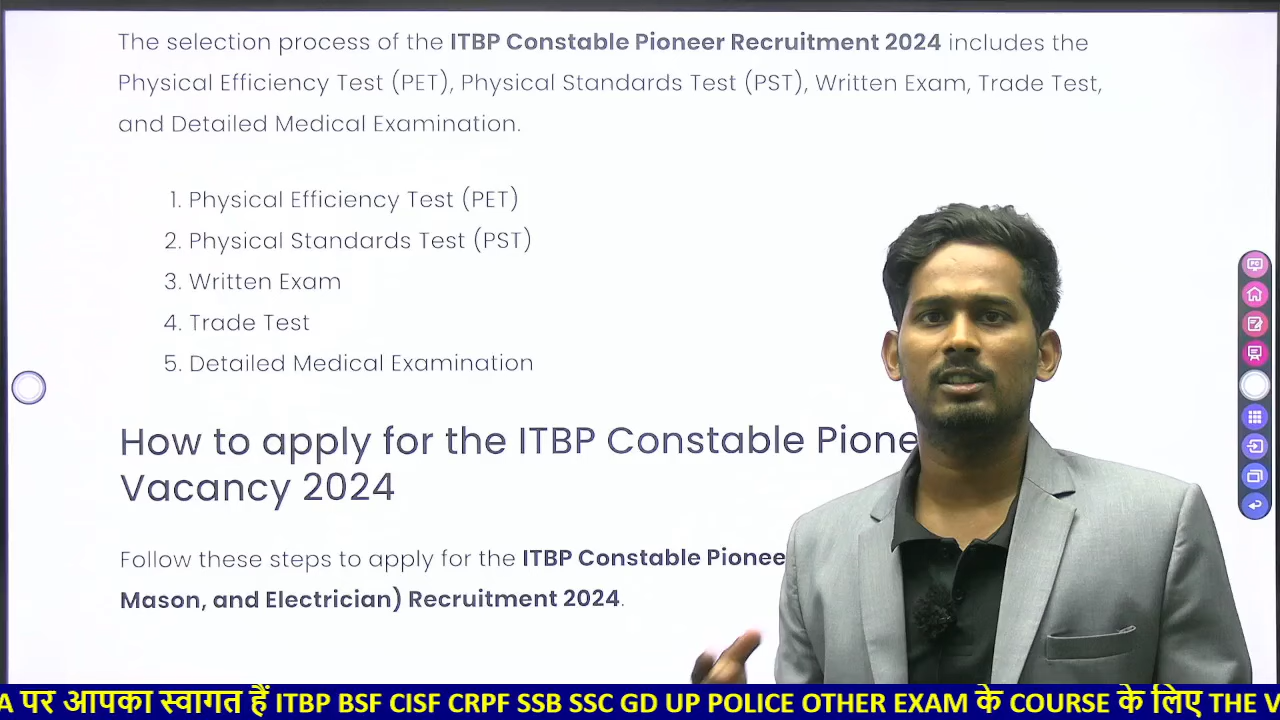 The selection process of the ITBP Constable Pioneer Recruitment 2024 includes the
Physical Efficiency Test (PET), Physical Standards Test (PST), Written Exam, Trade Test,
and Detailed Medical Examination.
1. Physical Efficiency Test (PET)
2. Physical Standards Test (PST)
3. Written Exam
4. Trade Test
5. Detailed Medical Examination
How to apply for the ITBP Constable Pione
Vacancy 2024
Follow these steps to apply for the ITBP Constable Pionee
Mason, and Electrician) Recruitment 2024.
A पर आपका स्वागत हैं ITBP BSF CISF CRPF SSB SSC GD UP POLICE OTHER EXAM के COURSE के लिए THE V